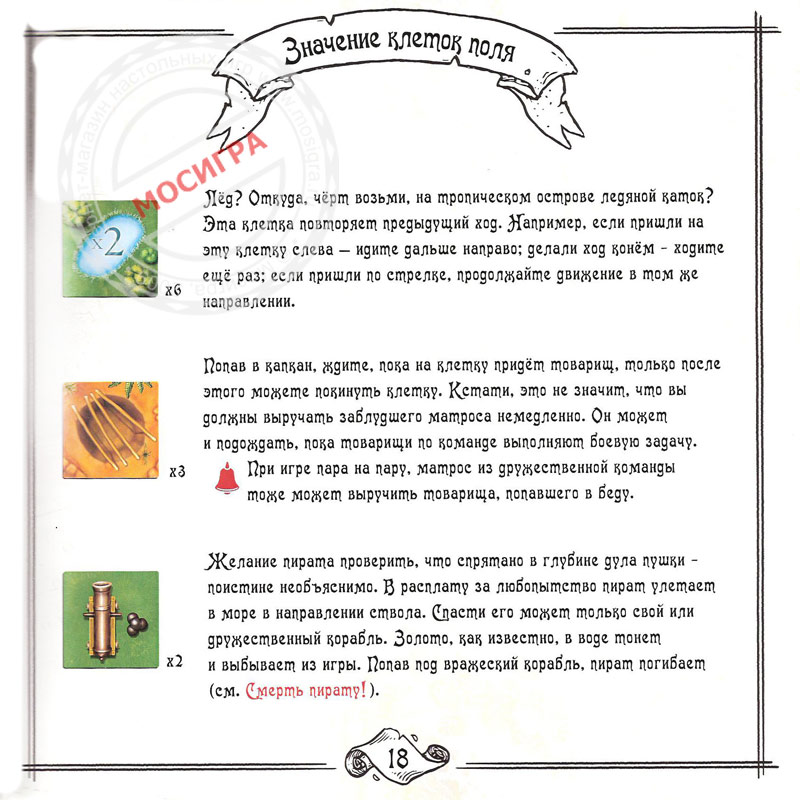 Значение клеток поля
интернет-магазин настольных игр www.mosigra.ru
МОСИГРА
x2
x6
Лёд? Откуда, чёрт возьми, на тропическом острове ледяной каток?
Эта клетка повторяет предыдущий ход. Например, если пришли на
эту клетку слева – идите дальше направо; делали ход конём - ходите
ещё раз; если пришли по стрелке, продолжайте движение в том же
направлении.
x3
Попав в капкан, ждите, пока на клетку придёт товарищ, только после
этого можете покинуть клетку. Кстати, это не значит, что вы
должны выручать заблудшего матроса немедленно. Он может
и подождать, пока товарищи по команде выполняют боевую задачу.
При игре пара на пару, матрос из дружественной команды
тоже может выручить товарища, попавшего в беду.
x2
Желание пирата проверить, что спрятано в глубине дула пушки -
поистине необъяснимо. В расплату за любопытство пират улетает
в море в направлении ствола. Спасти его может только свой или
дружественный корабль. Золото, как известно, в воде тонет
и выбывает из игры. Попав под вражеский корабль, пират погибает
(см. Смерть пирату!).
18